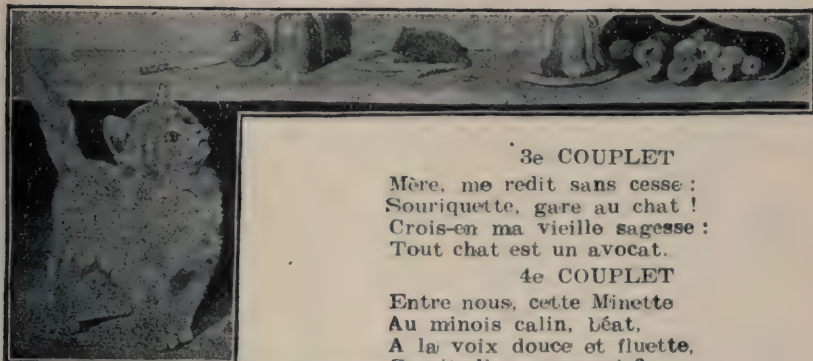 3e COUPLET
Mère, me redit sans cesse :
Souriquette, gare au chat !
Crois-en ma vieille sagesse :
Tout chat est un avocat.
4e COUPLET
Entre nous, cette Minette
Au minois calin, béat,
A la voix douce et fluette,